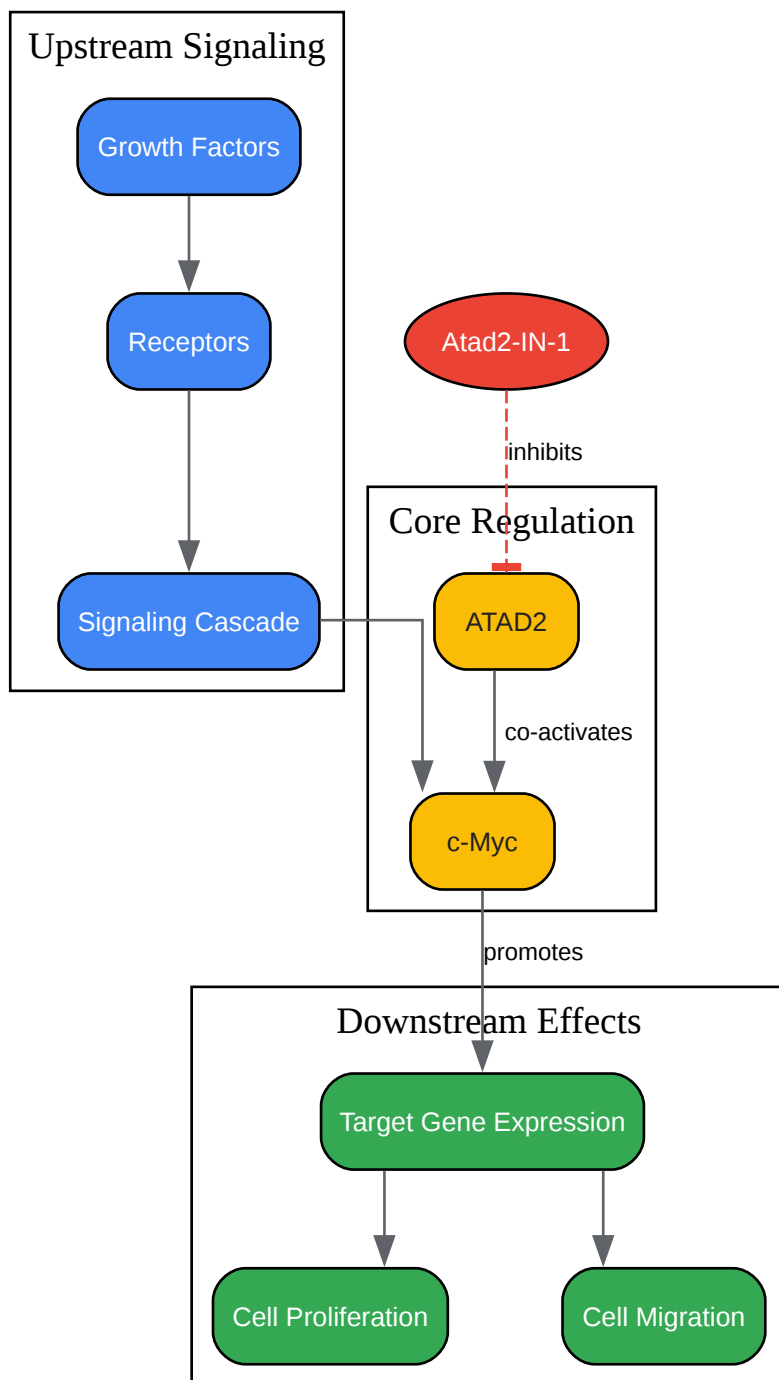 Upstream Signaling
Growth Factors
Receptors
Atad2-IN-1
inhibits
Core Regulation
Signaling Cascade
ATAD2
co-activates
c-Myc
promotes
Downstream Effects
Target Gene Expression
Cell Proliferation
Cell Migration